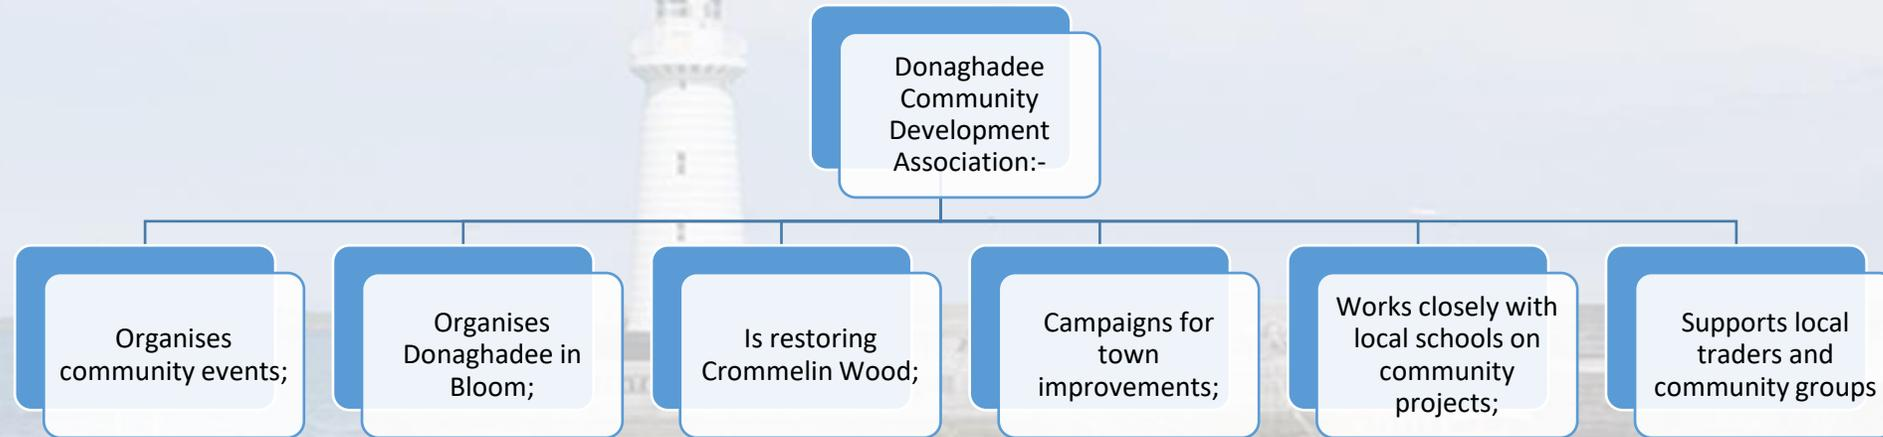 Donaghadee
Community
Development
Association:-
Organises
community events;
Organises
Donaghadee in
Bloom;
Is restoring
Crommelin Wood;
Campaigns for
town
improvements;
Works closely with
local schools on
community
projects;
Supports local
traders and
community groups